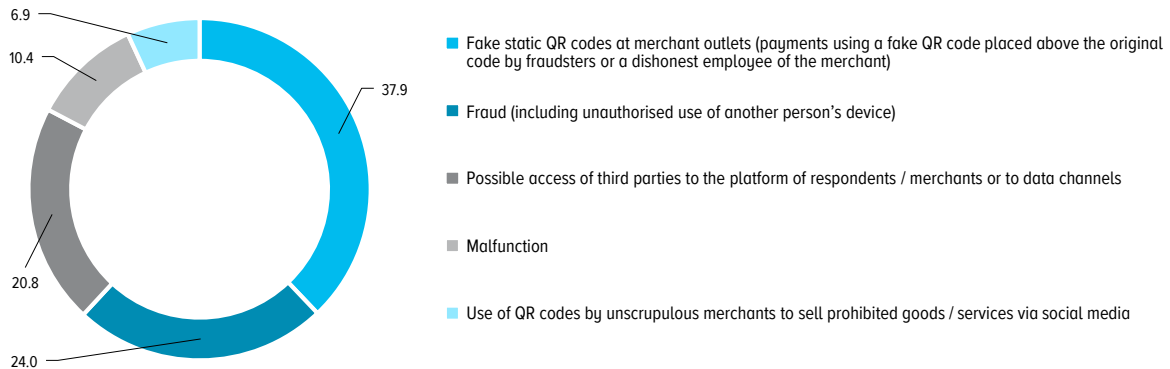 6.9
10.4
37.9
20.8
24.0
Fake static QR codes at merchant outlets (payments using a fake QR code placed above the original
code by fraudsters or a dishonest employee of the merchant)
Fraud (including unauthorised use of another person’s device)
Possible access of third parties to the platform of respondents / merchants or to data channels
Malfunction
Use of QR codes by unscrupulous merchants to sell prohibited goods / services via social media